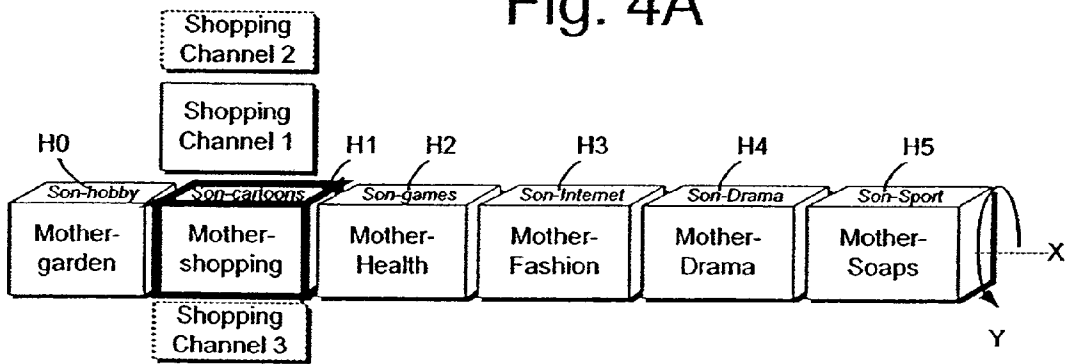 Fig. 4A
Shopping
Channel 2
Shopping
Channel 1
H0
H1
H2
H3
H4
H5
Son-hobby
Son-cartoons
Son-games
Son-Internet
Son-Drama
Son-Sport
Mother-
garden
Mother-
shopping
Mother-
Health
Mother-
Fashion
Mother-
Drama
Mother-
Soaps
X
Shopping
Channel 3
Y